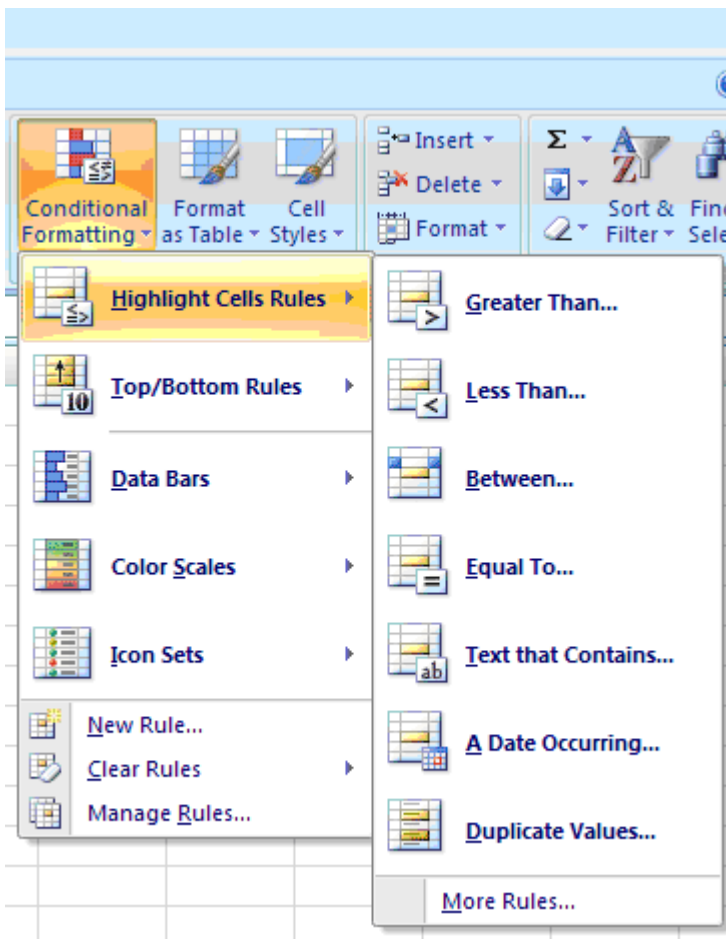 Insert
Σ
A
Z
Delete
Conditional Formatting
Format as Table
Cell Styles
Format
Sort & Filter
Highlight Cells Rules
Top/Bottom Rules
10
Data Bars
Color Scales
Icon Sets
New Rule...
Clear Rules
Manage Rules...
Greater Than...
>
Less Than...
<
Between...
Equal To...
=
Text that Contains...
ab
A Date Occurring...
Duplicate Values...
More Rules...